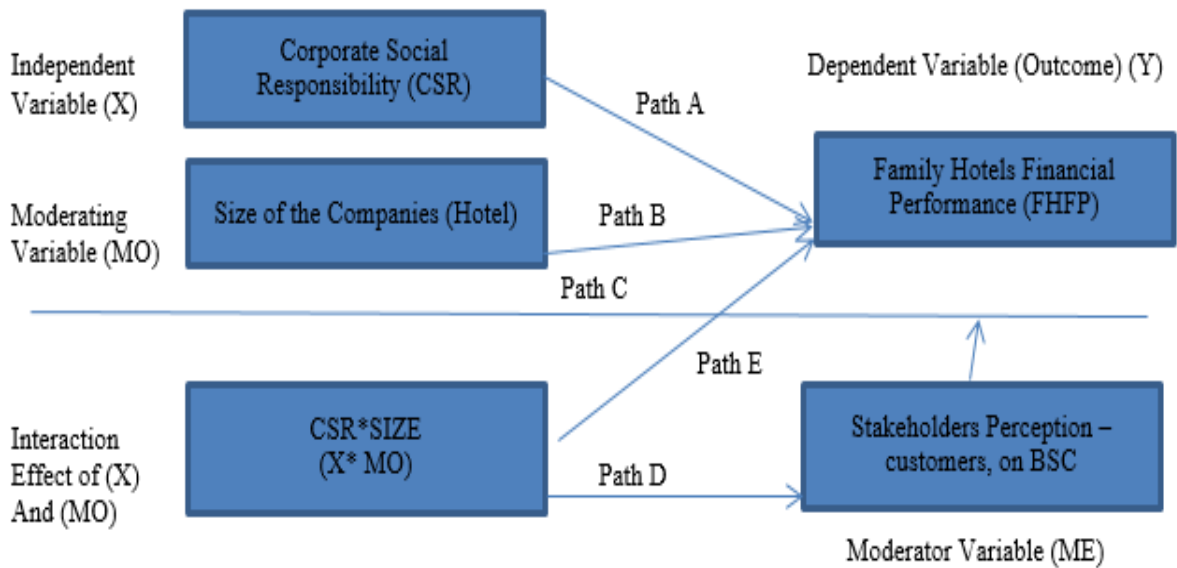 Independent
Variable (X)
Corporate Social
Responsibility (CSR)
Dependent Variable (Outcome) (Y)
Path A
Family Hotels Financial
Performance (FHFP)
Moderating
Variable (MO)
Size of the Companies (Hotel)
Path B
Path C
Path E
Interaction
Effect of (X)
And (MO)
CSR*SIZE
(X* MO)
Path D
Stakeholders Perception –
customers, on BSC
Moderator Variable (ME)